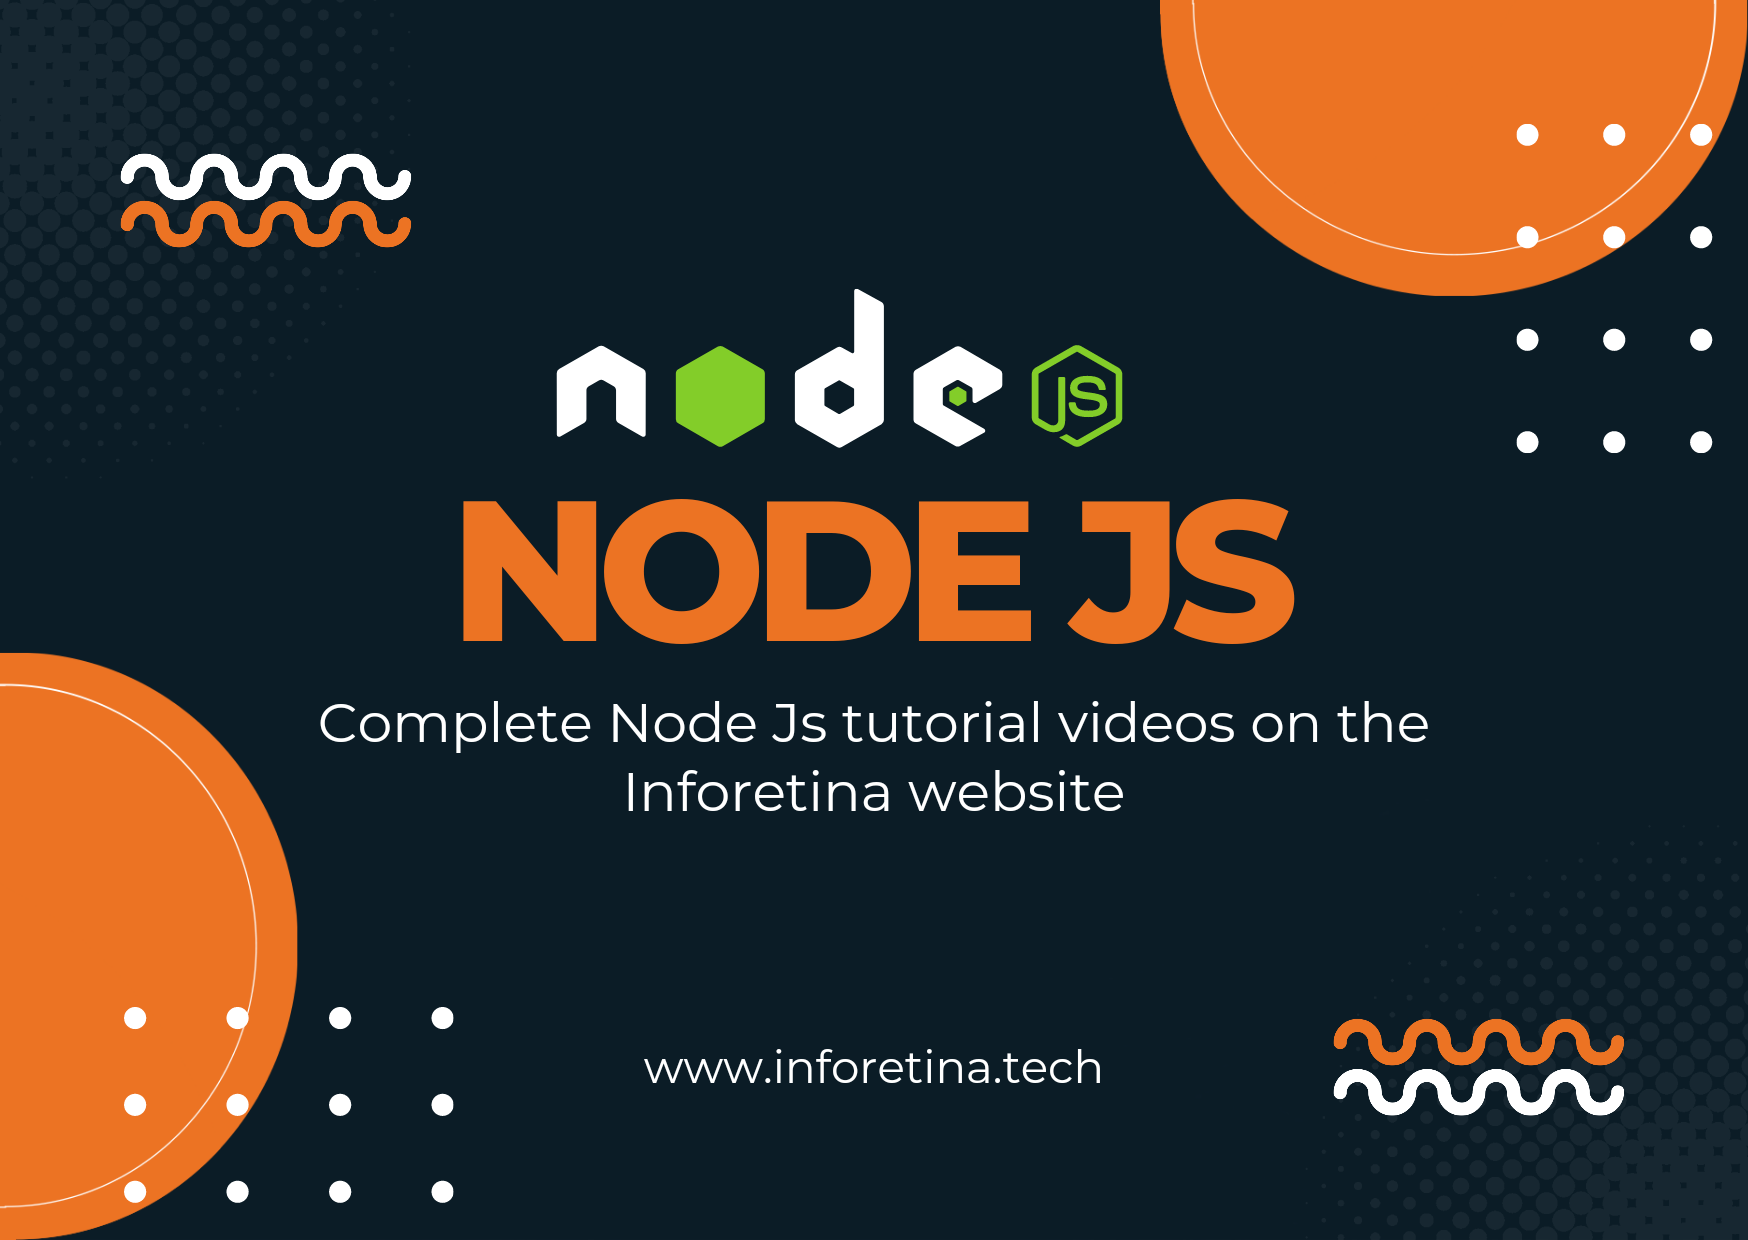 node JS
NODE JS
Complete Node Js tutorial videos on the
Inforetina website
www.inforetina.tech